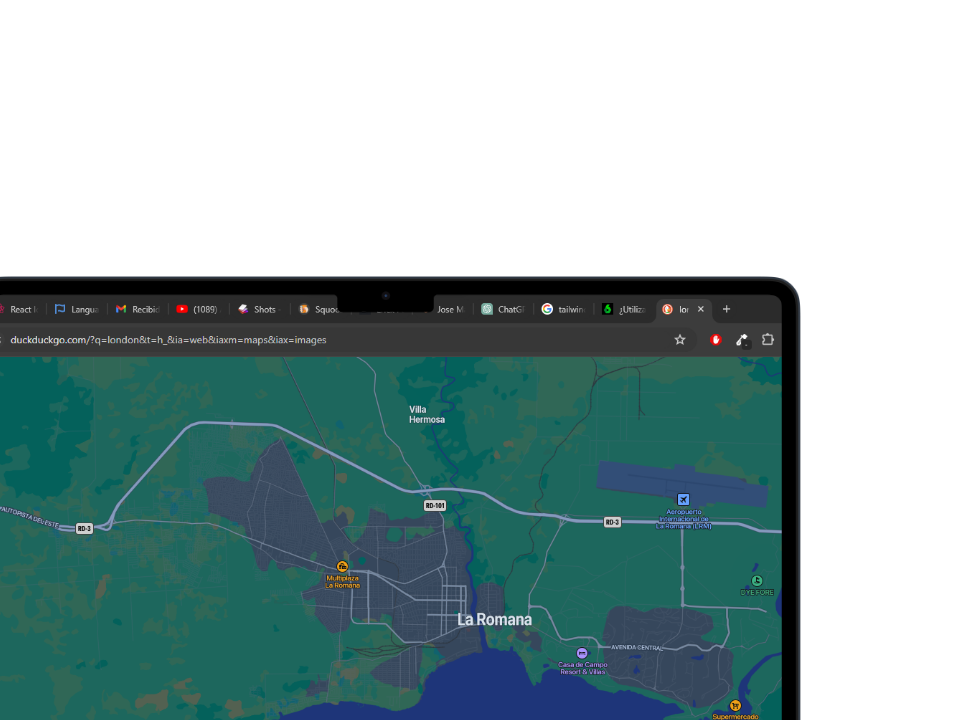 React
Langua
Recibid
(1089)
Shots
Squoo
Jose M
ChatG
tailwin
¿Utiliza
lor
duckduckgo.com/?q=london&t=h_&ia=web&iaxm=maps&iax=images
Villa
Hermosa
RD-101
AUTOPISTA DEL ESTE
RD-3
RD-3
Aeropuerto
Internacional de
La Romana (LRM)
Multiplaza
La Romana
DYE FORE
La Romana
AVENIDA CENTRAL
Casa de Campo
Resort & Villas
Supermercado